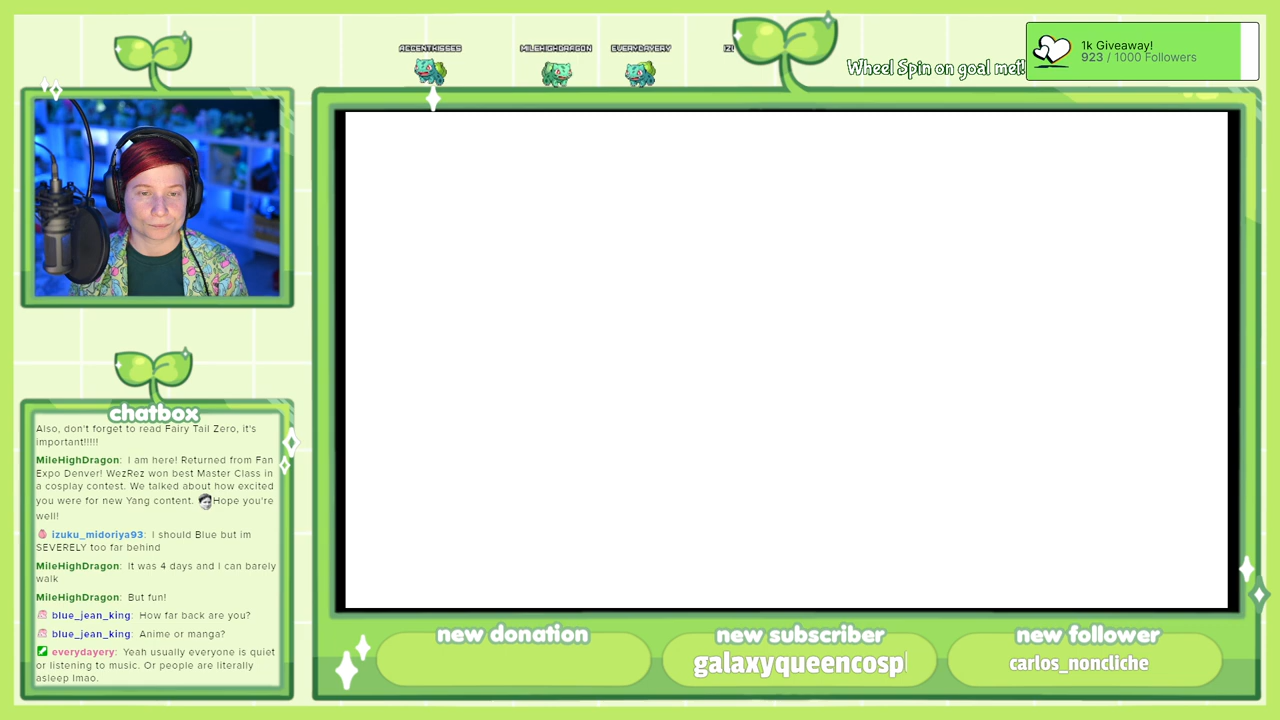 ACCENTKISSES
MILEHIGHDRAGON
EVERYDAYERY
IZU
Wheel Spin on goal met!
1k Giveaway!
923 / 1000 Followers
chatbox
Also, don't forget to read Fairy Tail Zero, it's
important!!!!!
MileHighDragon: I am here! Returned from Fan
Expo Denver! WezRez won best Master Class in
a cosplay contest. We talked about how excited
you were for new Yang content. Hope you're
well!
izuku_midoriya93: I should Blue but im
SEVERELY too far behind
MileHighDragon: It was 4 days and I can barely
walk
MileHighDragon: But fun!
blue_jean_king: How far back are you?
blue_jean_king: Anime or manga?
everydayery: Yeah usually everyone is quiet
or listening to music. Or people are literally
asleep lmao.
new donation
new subscriber
galaxyqueencosp
new follower
carlos_noncliche